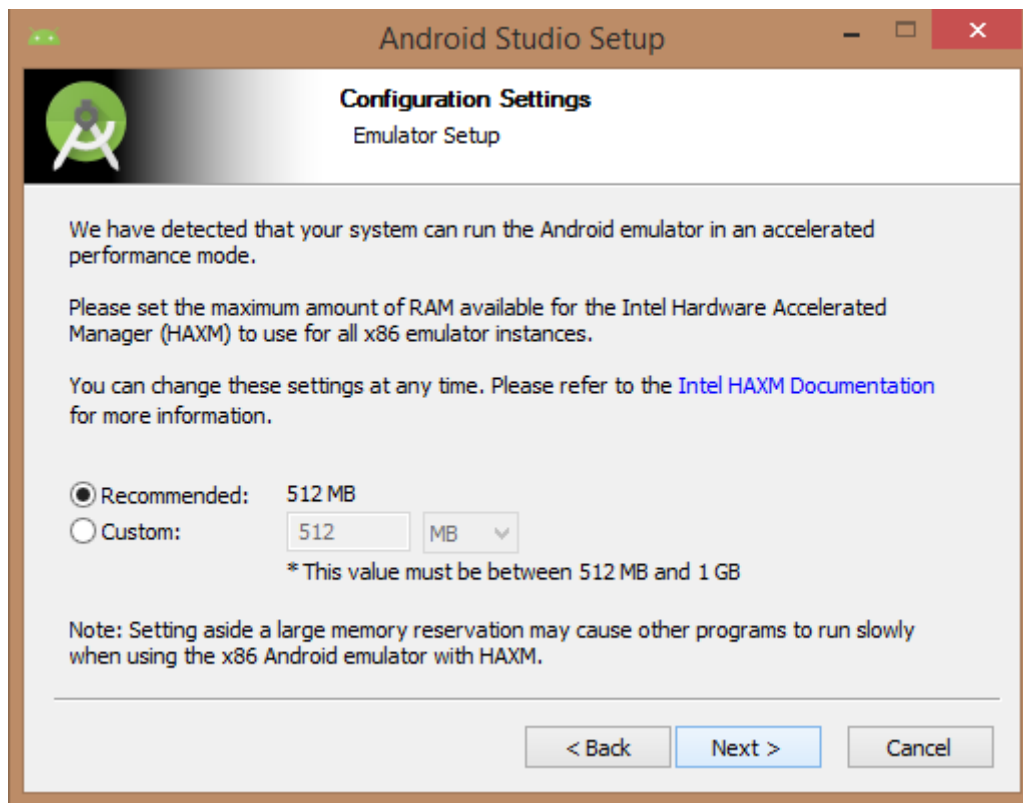 Android Studio Setup
Configuration Settings
Emulator Setup
We have detected that your system can run the Android emulator in an accelerated
performance mode.
Please set the maximum amount of RAM available for the Intel Hardware Accelerated
Manager (HAXM) to use for all x86 emulator instances.
You can change these settings at any time. Please refer to the Intel HAXM Documentation
for more information.
Recommended: 512 MB
Custom: 512 MB
* This value must be between 512 MB and 1 GB
Note: Setting aside a large memory reservation may cause other programs to run slowly
when using the x86 Android emulator with HAXM.
< Back Next > Cancel